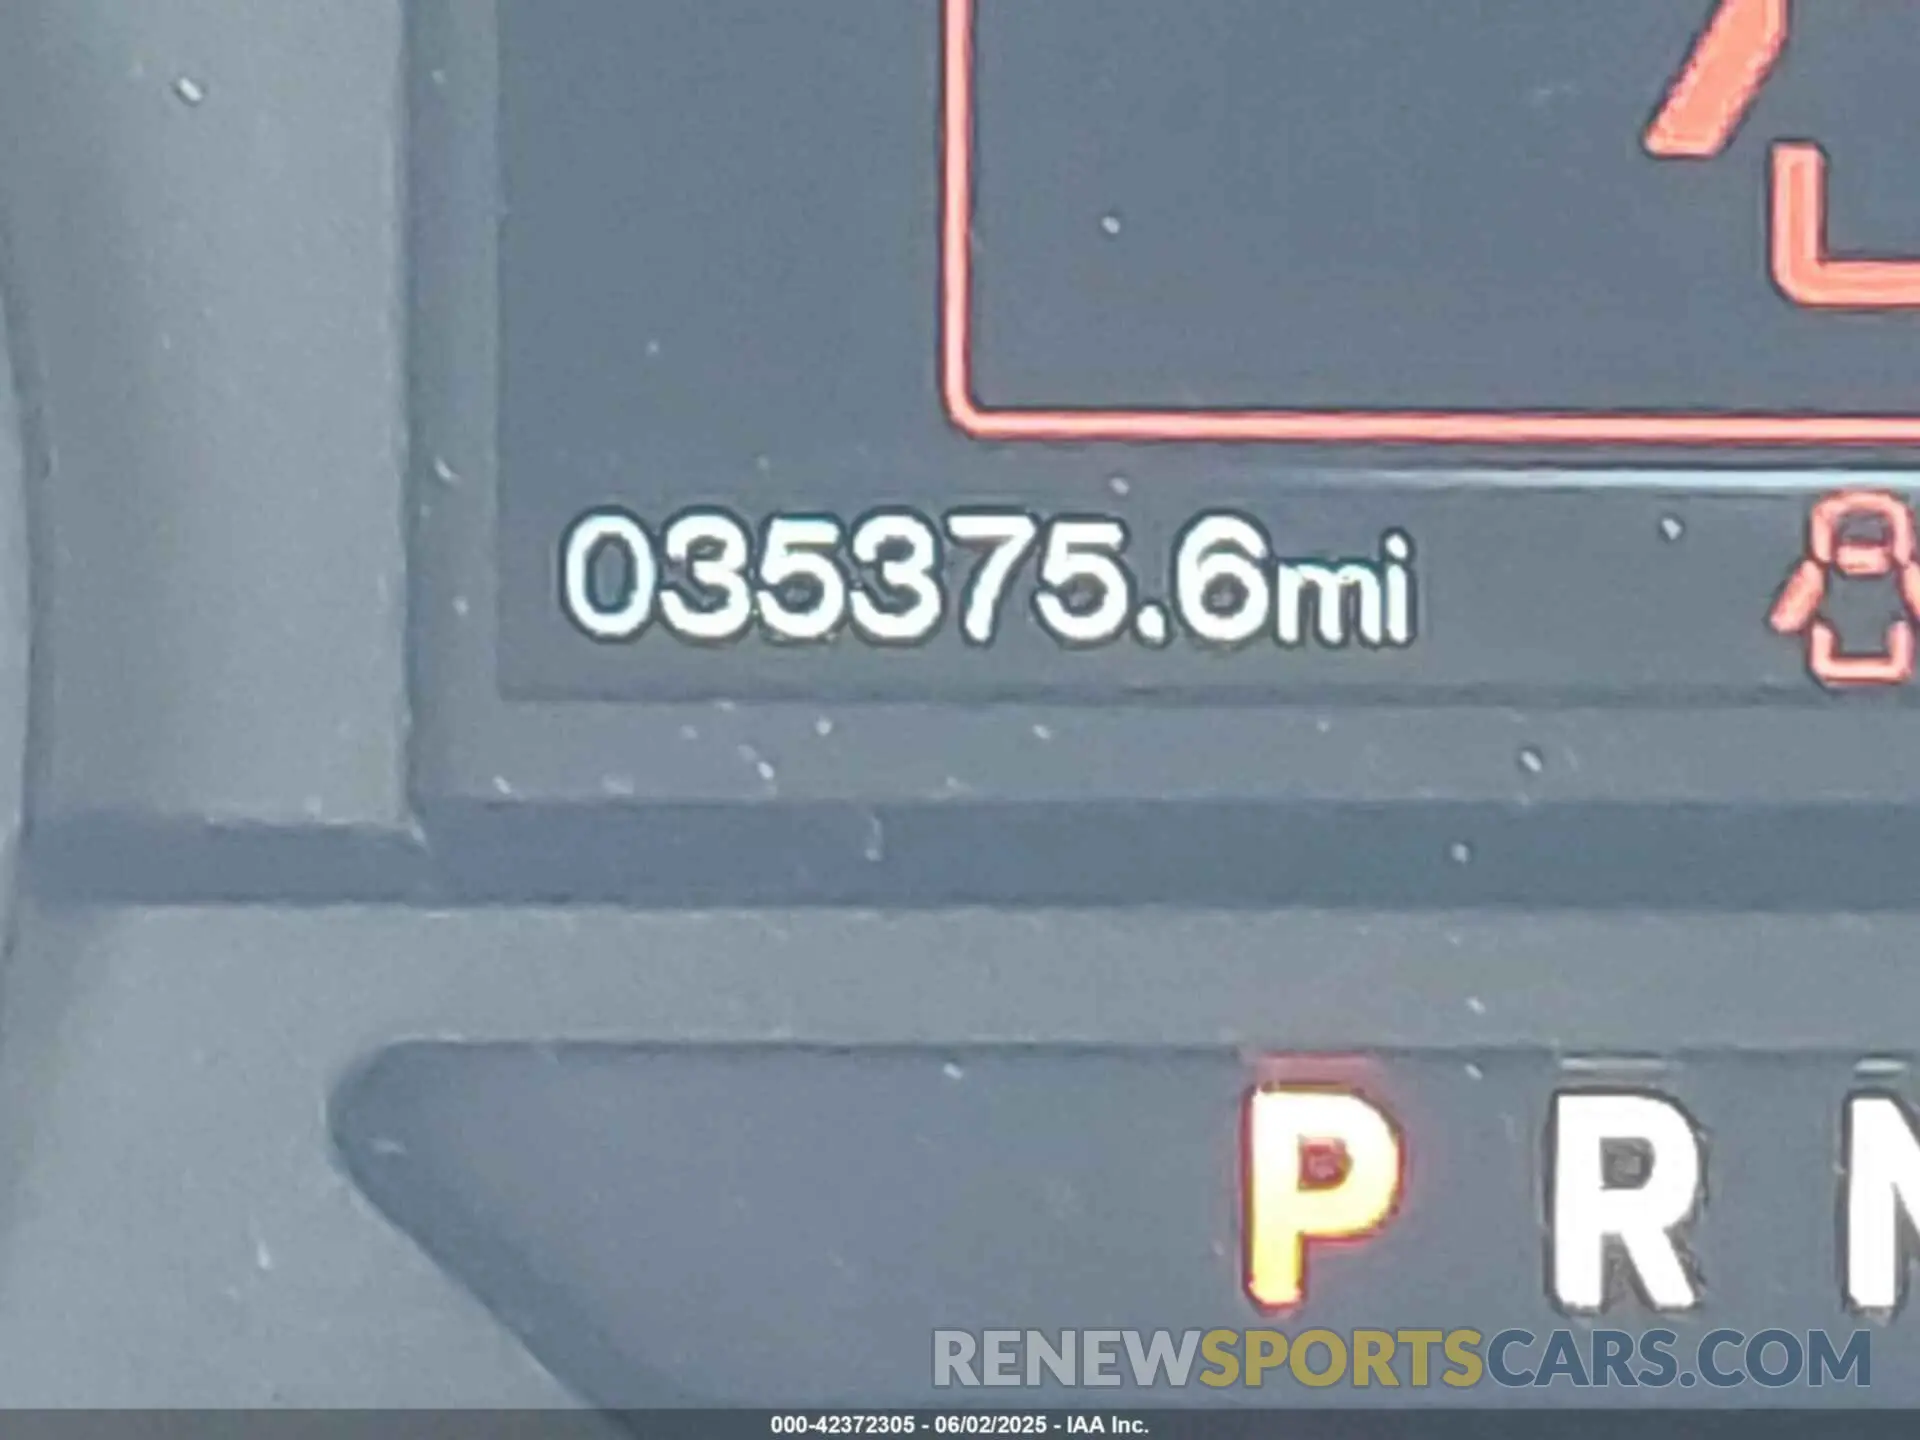 035375.6mi
P R N
RENEWSPORTSCARS.COM
000-42372305 - 06/02/2025 - IAA Inc.